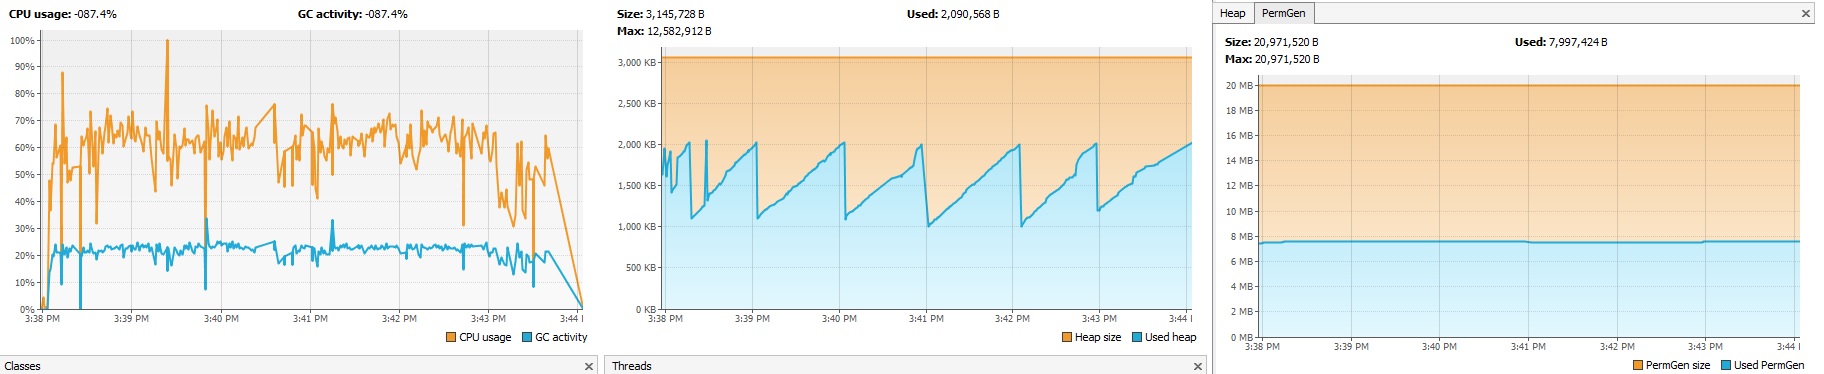 CPU usage: -087.4% GC activity: -087.4%
100%
90%
80%
70%
60%
50%
40%
30%
20%
10%
0%
3:38 PM 3:39 PM 3:40 PM 3:41 PM 3:42 PM 3:43 PM 3:44
CPU usage GC activity
Classes
Size: 3,145,728 B Used: 2,090,568 B
Max: 12,582,912 B
3,000 KB
2,500 KB
2,000 KB
1,500 KB
1,000 KB
500 KB
0 KB
3:38 PM 3:39 PM 3:40 PM 3:41 PM 3:42 PM 3:43 PM 3:44
Heap size Used heap
Threads
Heap PermGen
Size: 20,971,520 B Used: 7,997,424 B
Max: 20,971,520 B
20 MB
18 MB
16 MB
14 MB
12 MB
10 MB
8 MB
6 MB
4 MB
2 MB
0 MB
3:38 PM 3:39 PM 3:40 PM 3:41 PM 3:42 PM 3:43 PM 3:44
PermGen size Used PermGen